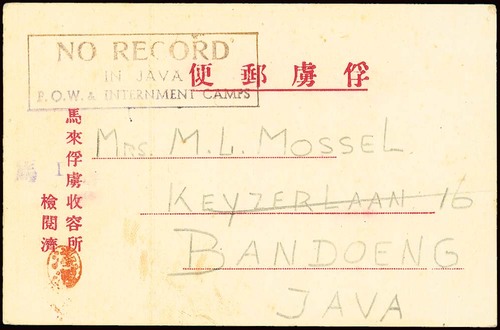 NO RECORD
IN JAVA
P.O.W. & INTERNMENT CAMPS
便郵虜俘
馬來俘虜收容所
檢閱濟
Mrs. M.L. MOSSEL
KEYZERLAAN 16
BANDOENG
JAVA